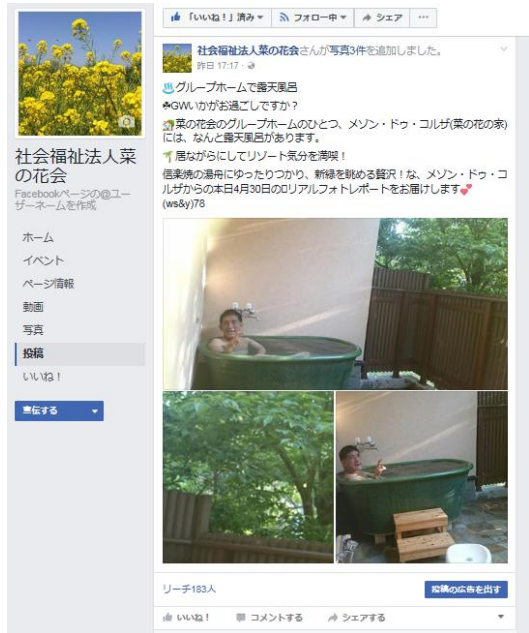 「いいね！」済み
フォロー中
シェア
社会福祉法人菜の花会さんが写真3件を追加しました。
昨日 17:17
グループホームで露天風呂
GWいかがお過ごしですか？
菜の花会のグループホームのひとつ、メゾン・ドゥ・コルザ(菜の花の家)
には、なんと露天風呂があります。
居ながらにしてリゾート気分を満喫！
信楽焼の湯舟にゆったりつかり、新緑を眺める贅沢！な、メゾン・ドゥ・コ
ルザからの本日4月30日のリアルフォトレポートをお届けします
(ws&y)78
社会福祉法人菜
の花会
Facebookページの@ユー
ザーネームを作成
ホーム
イベント
ページ情報
動画
写真
投稿
いいね！
宣伝する
リーチ183人
投稿の広告を出す
いいね！
コメントする
シェアする